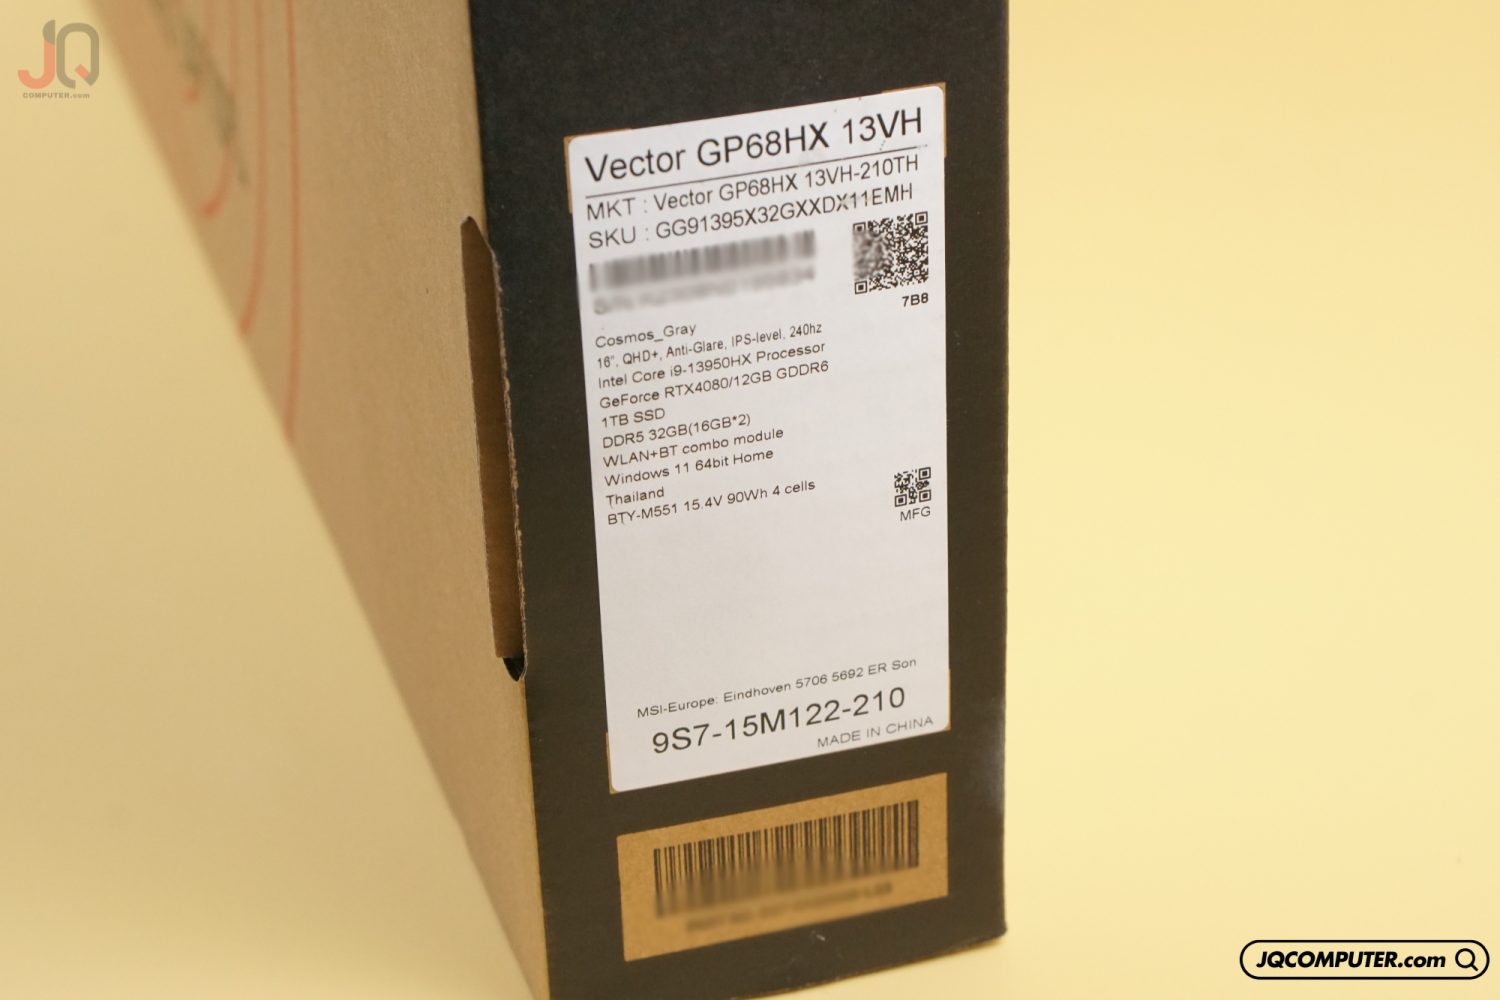 JQ
COMPUTER.com
Vector GP68HX 13VH
MKT : Vector GP68HX 13VH-210TH
SKU : GG91395X32GXXDX11EMH
7B8
Cosmos_Gray
16", QHD+, Anti-Glare, IPS-level, 240hz
Intel Core i9-13950HX Processor
GeForce RTX4080/12GB GDDR6
1TB SSD
DDR5 32GB(16GB*2)
WLAN+BT combo module
Windows 11 64bit Home
Thailand
BTY-M551 15.4V 90Wh 4 cells
MFG
MSI-Europe: Eindhoven 5706 5692 ER Son
9S7-15M122-210
MADE IN CHINA
JQCOMPUTER.com